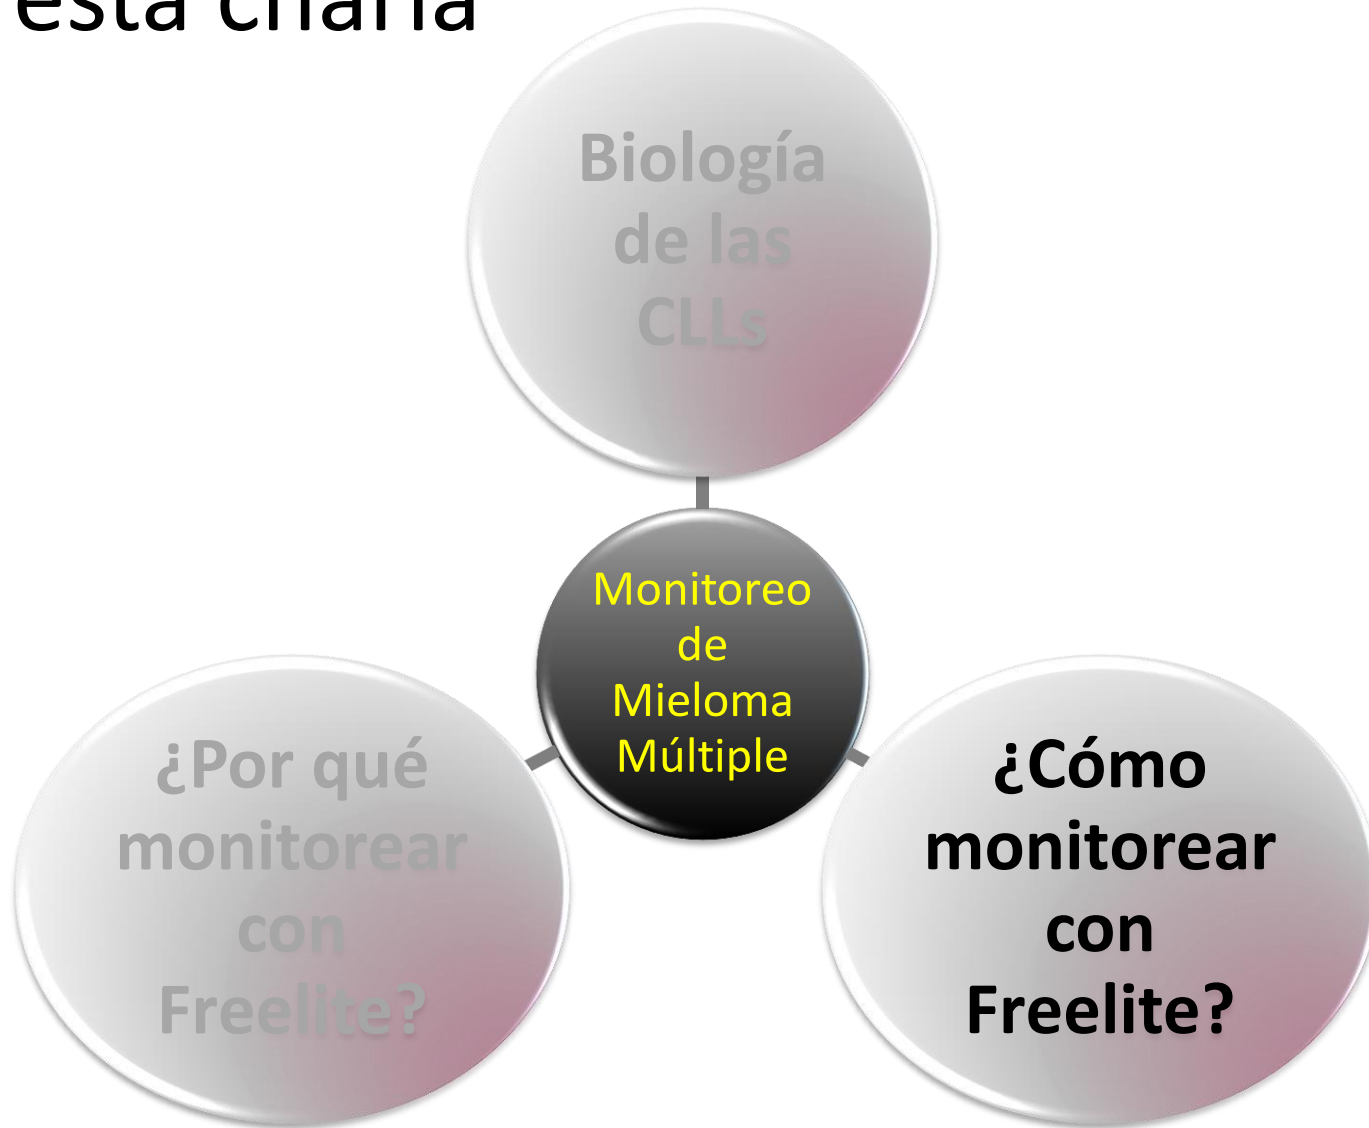 esta charla
Biología
de las
CLLs
Monitoreo
de
Mieloma
Múltiple
¿Por qué
monitorear
con
Freelite?
¿Cómo
monitorear
con
Freelite?